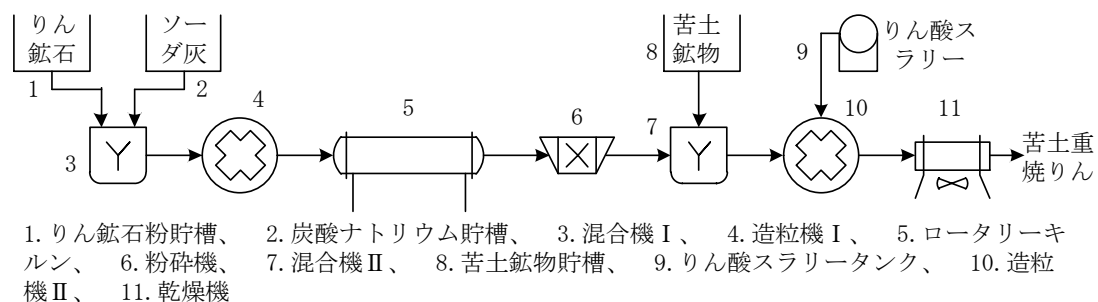 りん
鉱石
ソー
ダ灰
苦土
鉱物
りん酸ス
ラリー
1
2
3
4
5
6
7
8
9
10
11
苦土重
焼りん
1.りん鉱石粉貯槽、 2.炭酸ナトリウム貯槽、 3.混合機Ⅰ、 4.造粒機Ⅰ、 5.ロータリーキ
ルン、 6.粉砕機、 7.混合機Ⅱ、 8.苦土鉱物貯槽、 9.りん酸スラリータンク、 10.造粒
機Ⅱ、 11.乾燥機